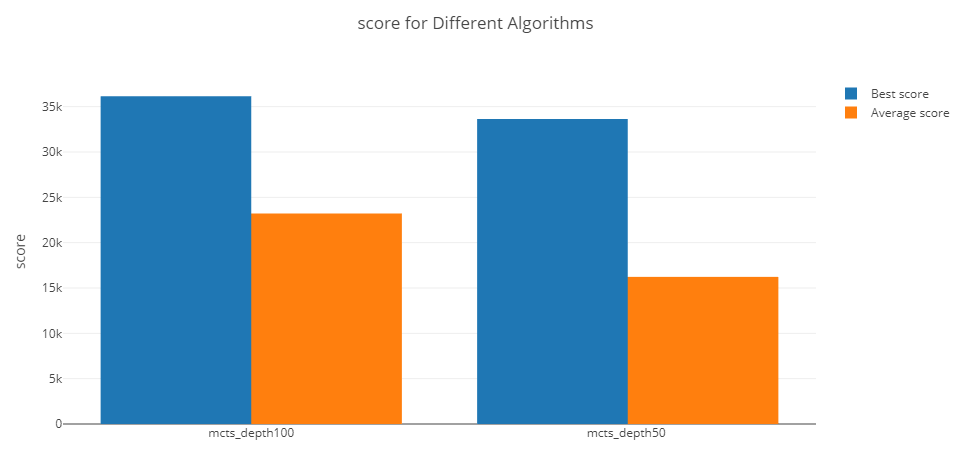 score for Different Algorithms
Best score
Average score
35k
30k
25k
20k
15k
10k
5k
0
score
mcts_depth100
mcts_depth50